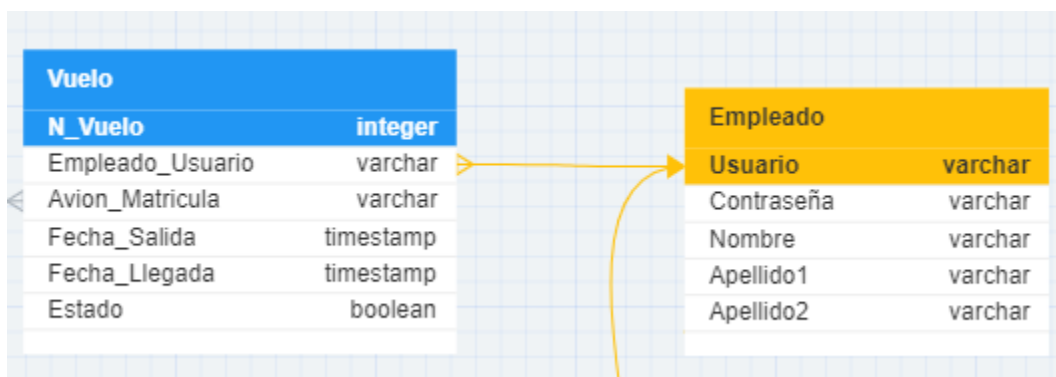 Vuelo
N_Vuelo integer
Empleado_Usuario varchar
Avion_Matricula varchar
Fecha_Salida timestamp
Fecha_Llegada timestamp
Estado boolean
Empleado
Usuario varchar
Contraseña varchar
Nombre varchar
Apellido1 varchar
Apellido2 varchar